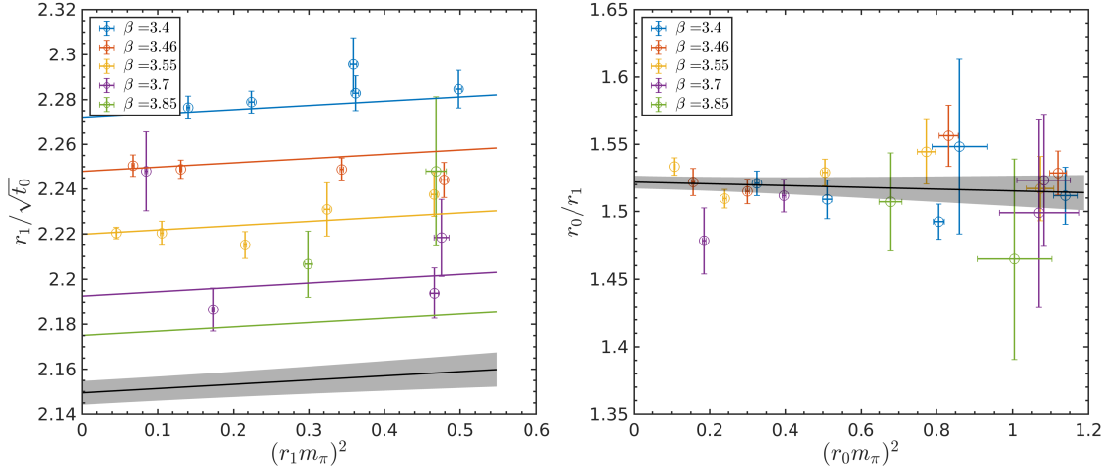 2.32
2.3
2.28
2.26
2.24
2.22
2.2
2.18
2.16
2.14
r₁/√t₀
β =3.4
β =3.46
β =3.55
β =3.7
β =3.85
0 0.1 0.2 0.3 0.4 0.5 0.6
(r₁m_π)²
1.65
1.6
1.55
1.5
1.45
1.4
1.35
r₀/r₁
β =3.4
β =3.46
β =3.55
β =3.7
β =3.85
0 0.2 0.4 0.6 0.8 1 1.2
(r₀m_π)²